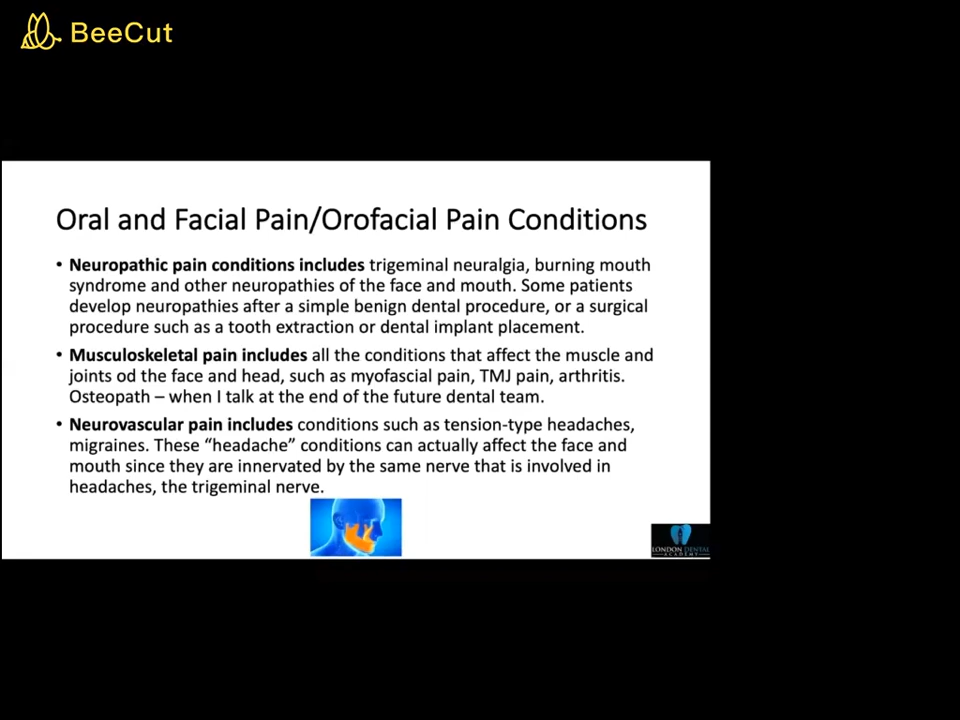 BeeCut
Oral and Facial Pain/Orofacial Pain Conditions
• Neuropathic pain conditions includes trigeminal neuralgia, burning mouth
syndrome and other neuropathies of the face and mouth. Some patients
develop neuropathies after a simple benign dental procedure, or a surgical
procedure such as a tooth extraction or dental implant placement.
• Musculoskeletal pain includes all the conditions that affect the muscle and
joints od the face and head, such as myofascial pain, TMJ pain, arthritis.
Osteopath – when I talk at the end of the future dental team.
• Neurovascular pain includes conditions such as tension-type headaches,
migraines. These “headache” conditions can actually affect the face and
mouth since they are innervated by the same nerve that is involved in
headaches, the trigeminal nerve.
LONDON DENTAL
ACADEMY